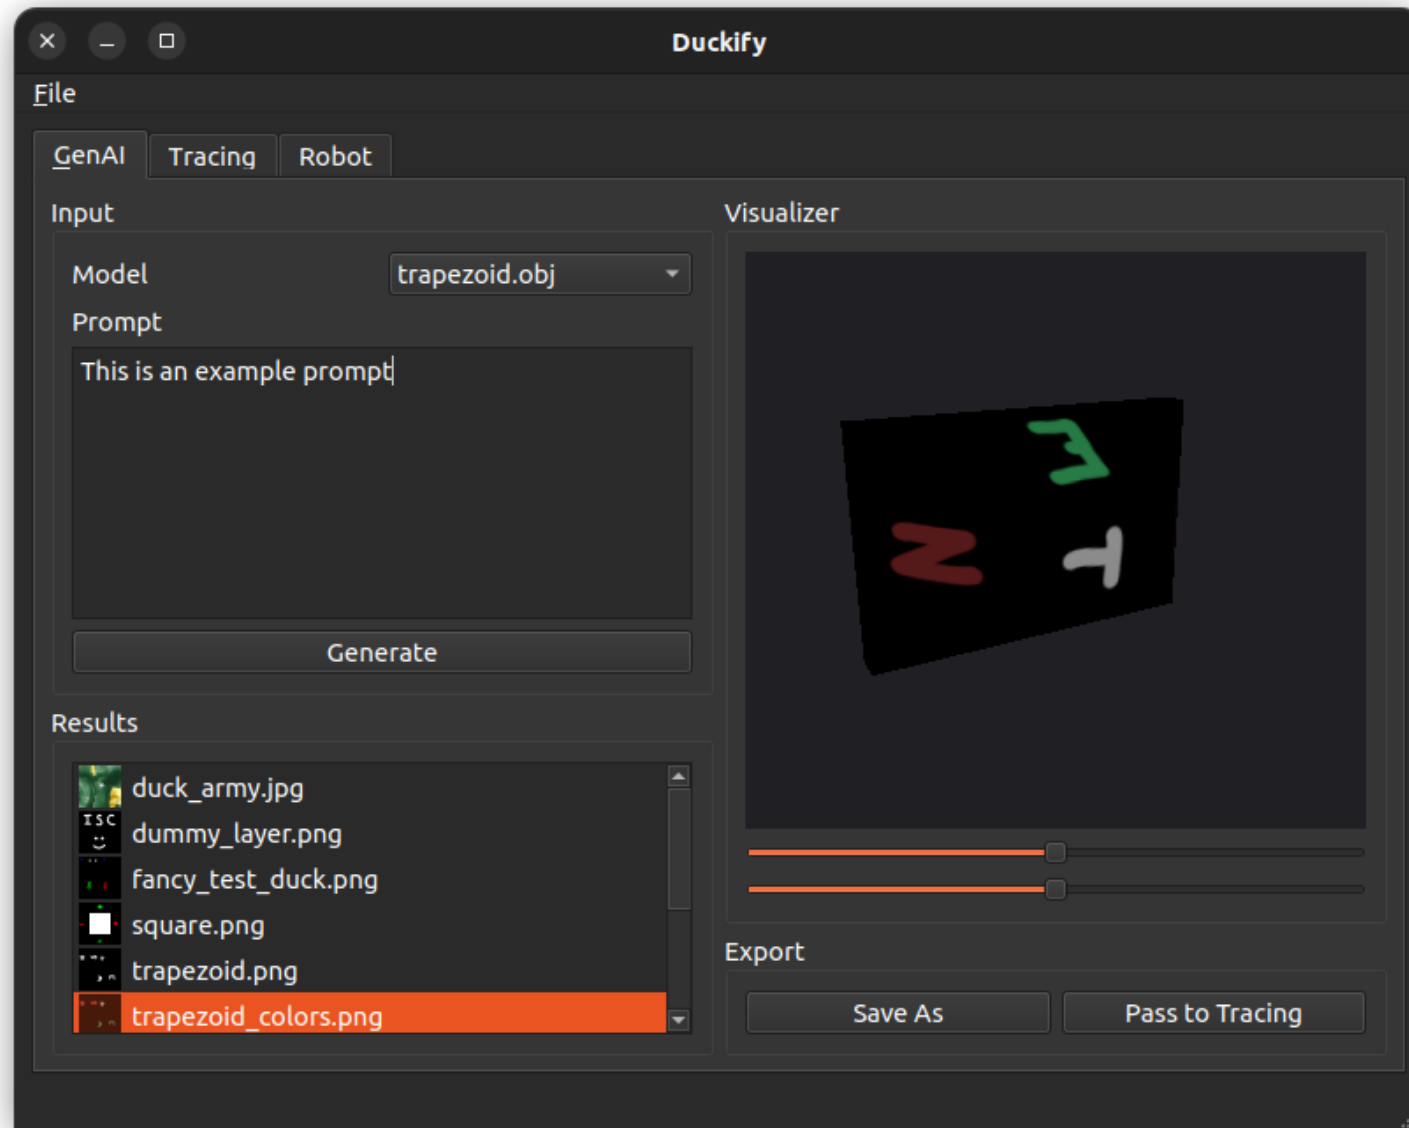 Duckify
File
GenAI Tracing Robot
Input
Model trapezoid.obj
Prompt
This is an example prompt
Generate
Results
duck_army.jpg
ISC
dummy_layer.png
fancy_test_duck.png
square.png
trapezoid.png
trapezoid_colors.png
Visualizer
Export
Save As Pass to Tracing